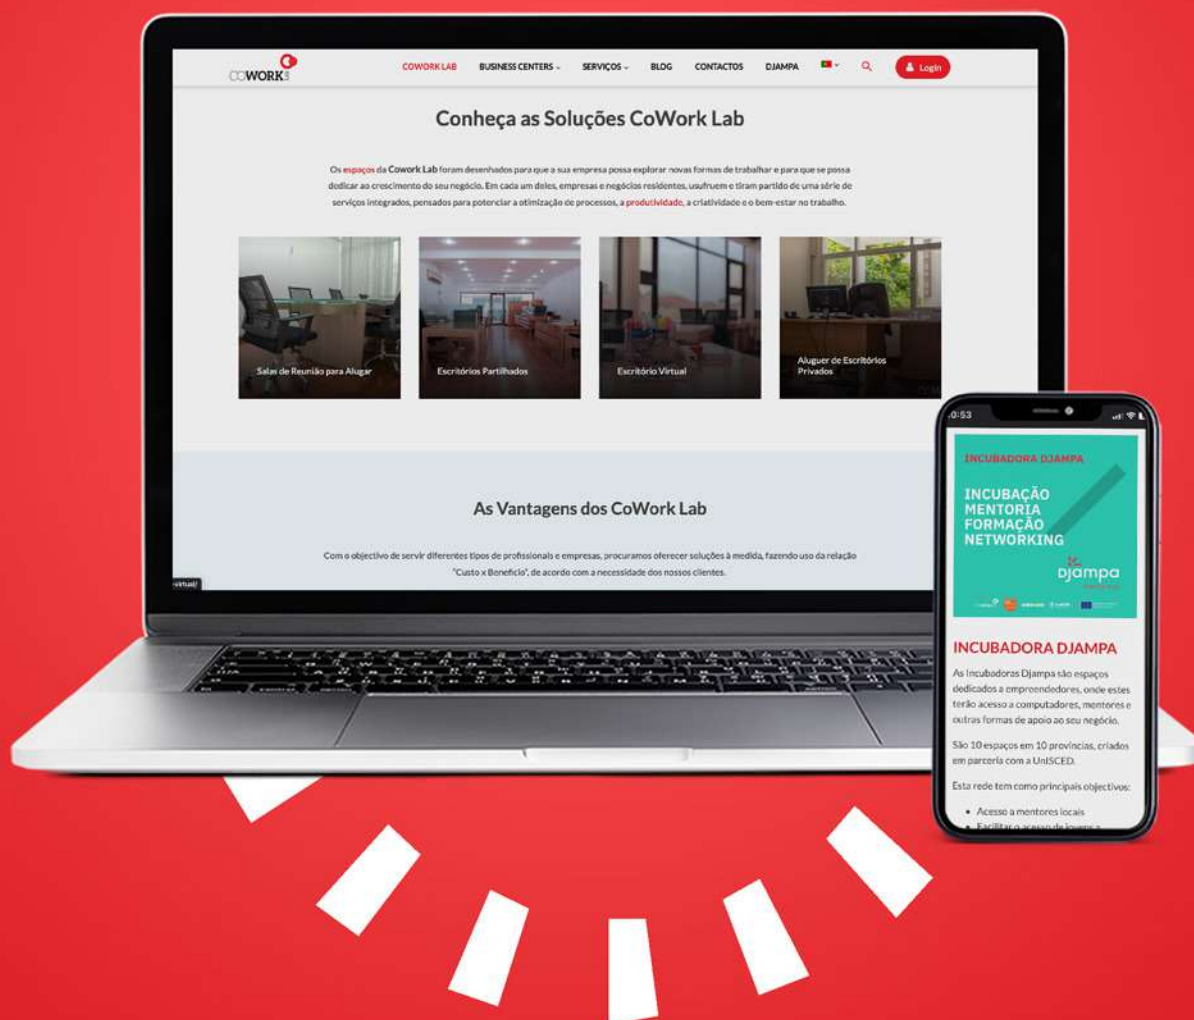 COWORK LAB
COWORK LAB BUSINESS CENTERS SERVIÇOS BLOG CONTACTOS DJAMPA Login
Conheça as Soluções CoWork Lab
Os espaços da Cowork Lab foram desenhados para que a sua empresa possa explorar novas formas de trabalhar e para que se possa
dedicar ao crescimento do seu negócio. Em cada um deles, empresas e negócios residentes, usufruem e tiram partido de uma série de
serviços integrados, pensados para potenciar a otimização de processos, a produtividade, a criatividade e o bem-estar no trabalho.
Salas de Reunião para Alugar
Escritórios Partilhados
Escritório Virtual
Aluguer de Escritórios
Privados
As Vantagens dos CoWork Lab
Com o objectivo de servir diferentes tipos de profissionais e empresas, procuramos oferecer soluções à medida, fazendo uso da relação
"Custo x Benefício", de acordo com a necessidade dos nossos clientes.
-virtual/
0:53
INCUBADORA DJAMPA
INCUBAÇÃO
MENTORIA
FORMAÇÃO
NETWORKING
Djampa
INCUBADORA DJAMPA
As Incubadoras Djampa são espaços
dedicados a empreendedores, onde estes
terão acesso a computadores, mentores e
outras formas de apoio ao seu negócio.
São 10 espaços em 10 províncias, criados
em parceria com a UnISCED.
Esta rede tem como principais objectivos:
• Acesso a mentores locais
• Facilitar o acesso de jovens a